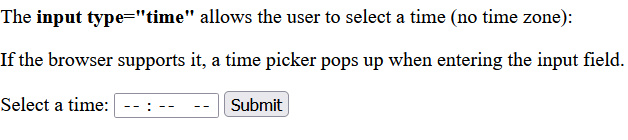 The input type="time" allows the user to select a time (no time zone):
If the browser supports it, a time picker pops up when entering the input field.
Select a time: -- : -- -- Submit